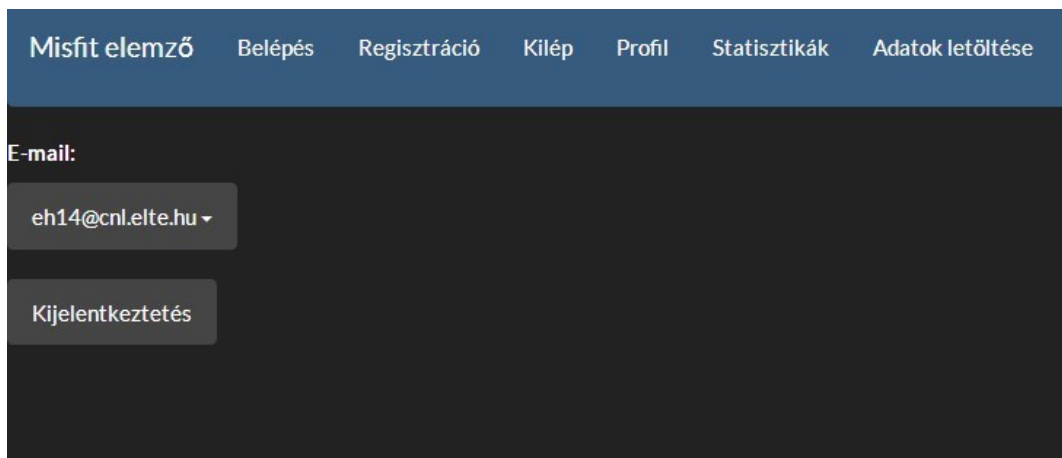 Misfit elemző Belépés Regisztráció Kilép Profil Statisztikák Adatok letöltése
E-mail:
eh14@cnl.elte.hu
Kijelentkeztetés